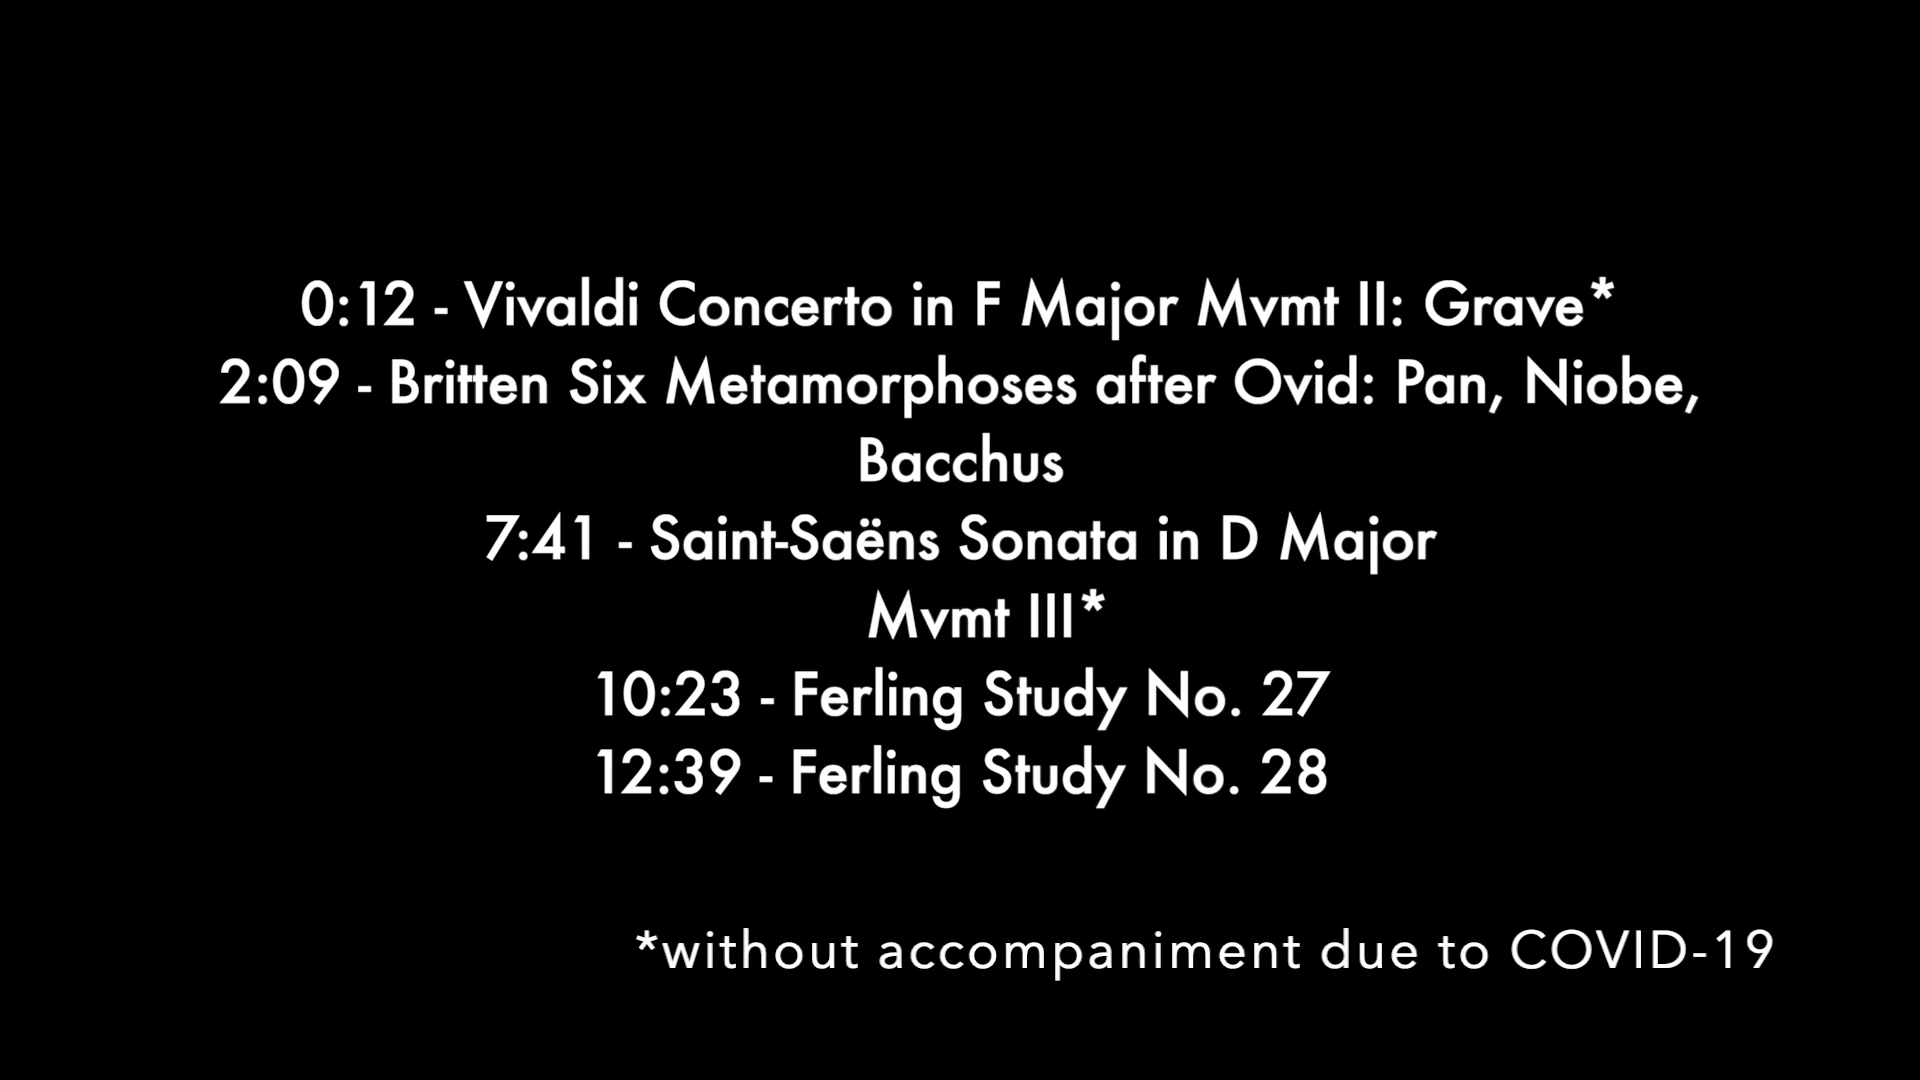 0:12 - Vivaldi Concerto in F Major Mvmt II: Grave*
2:09 - Britten Six Metamorphoses after Ovid: Pan, Niobe,
Bacchus
7:41 - Saint-Saëns Sonata in D Major
Mvmt III*
10:23 - Ferling Study No. 27
12:39 - Ferling Study No. 28
*without accompaniment due to COVID-19